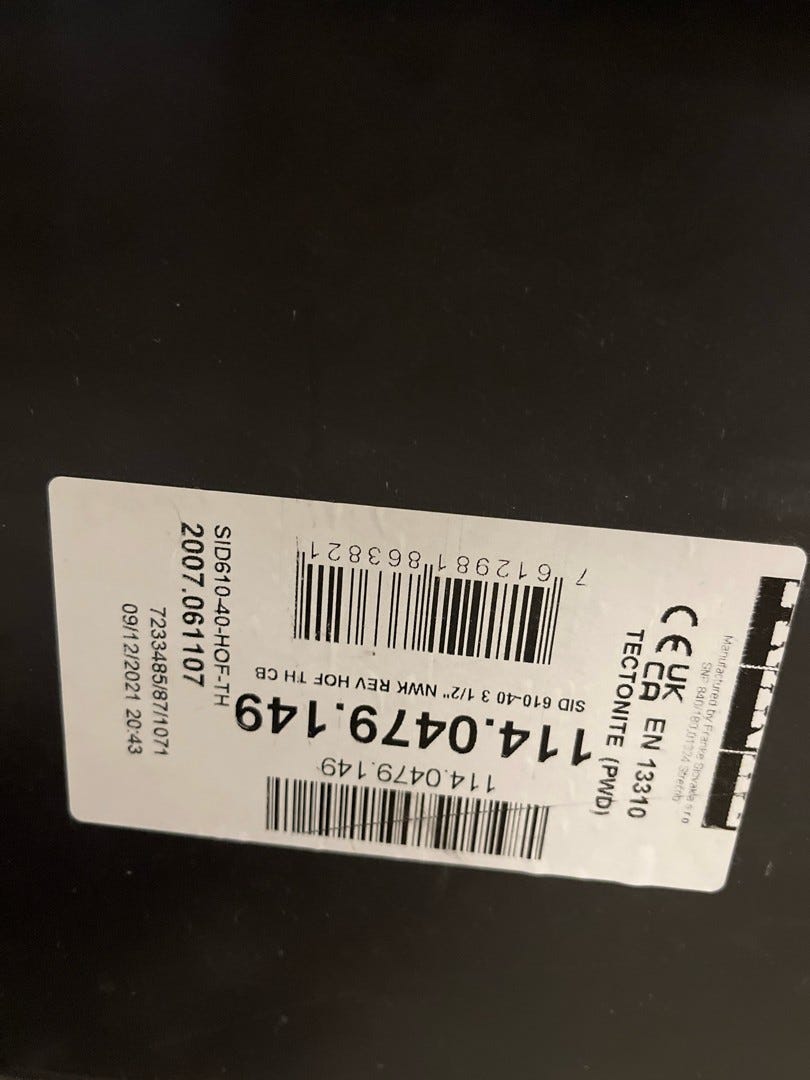 Manufactured by Franke Slovakia s r o
CE UK
CA EN 13310
TECTONITE (PWD)
7 612981 863821
SID 610-40 3 1/2" NWK REV HOF TH CB
114.0479.149
114.0479.149
SID610-40-HOF-TH
2007.061107
7233485/87/1071
09/12/2021 20:43